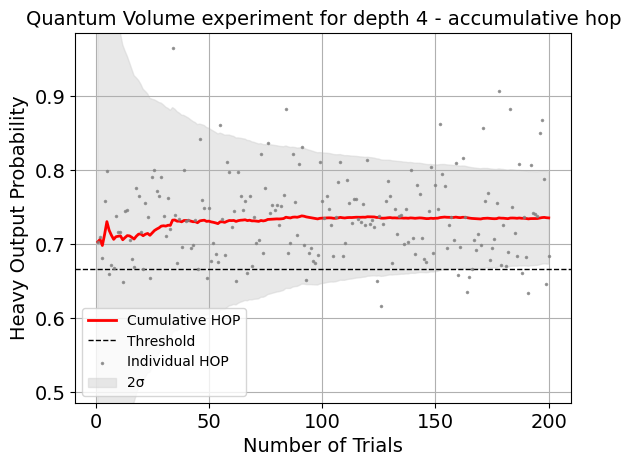 Quantum Volume experiment for depth 4 - accumulative hop
Heavy Output Probability
0.9
0.8
0.7
0.6
0.5
Cumulative HOP
Threshold
Individual HOP
2σ
0 50 100 150 200
Number of Trials